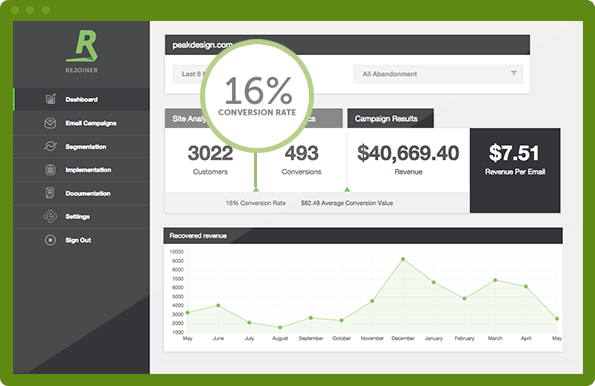 R
REJOINER
Dashboard
Email Campaigns
Segmentation
Implementation
Documentation
Settings
Sign Out
peakdesign.com
Last 6
All Abandonment
16%
CONVERSION RATE
Site Analy
cs
Campaign Results
3022
Customers
493
Conversions
$40,669.40
Revenue
$7.51
Revenue Per Email
16% Conversion Rate
$82.49 Average Conversion Value
Recovered revenue
10000
9000
8000
7000
6000
5000
4000
3000
2000
1000
May June July August September October November December January February March April May